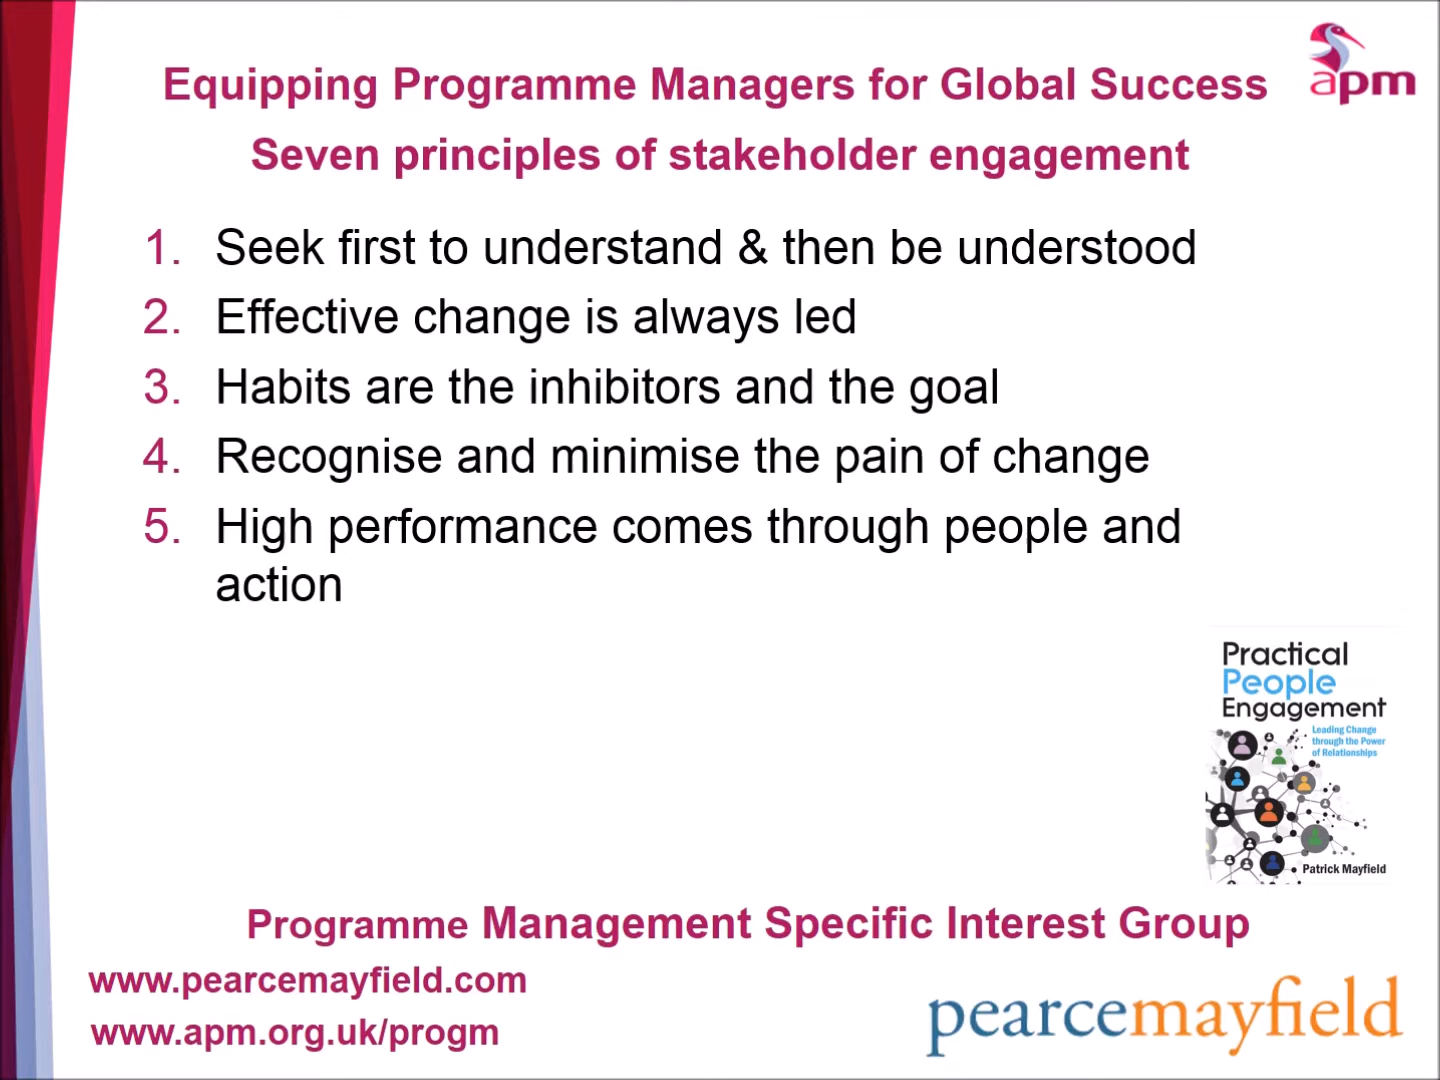 apm
Equipping Programme Managers for Global Success
Seven principles of stakeholder engagement
1. Seek first to understand & then be understood
2. Effective change is always led
3. Habits are the inhibitors and the goal
4. Recognise and minimise the pain of change
5. High performance comes through people and
action
Practical
People
Engagement
Leading Change
through the Power
of Relationships
Patrick Mayfield
Programme Management Specific Interest Group
www.pearcemayfield.com
www.apm.org.uk/progm
pearcemayfield